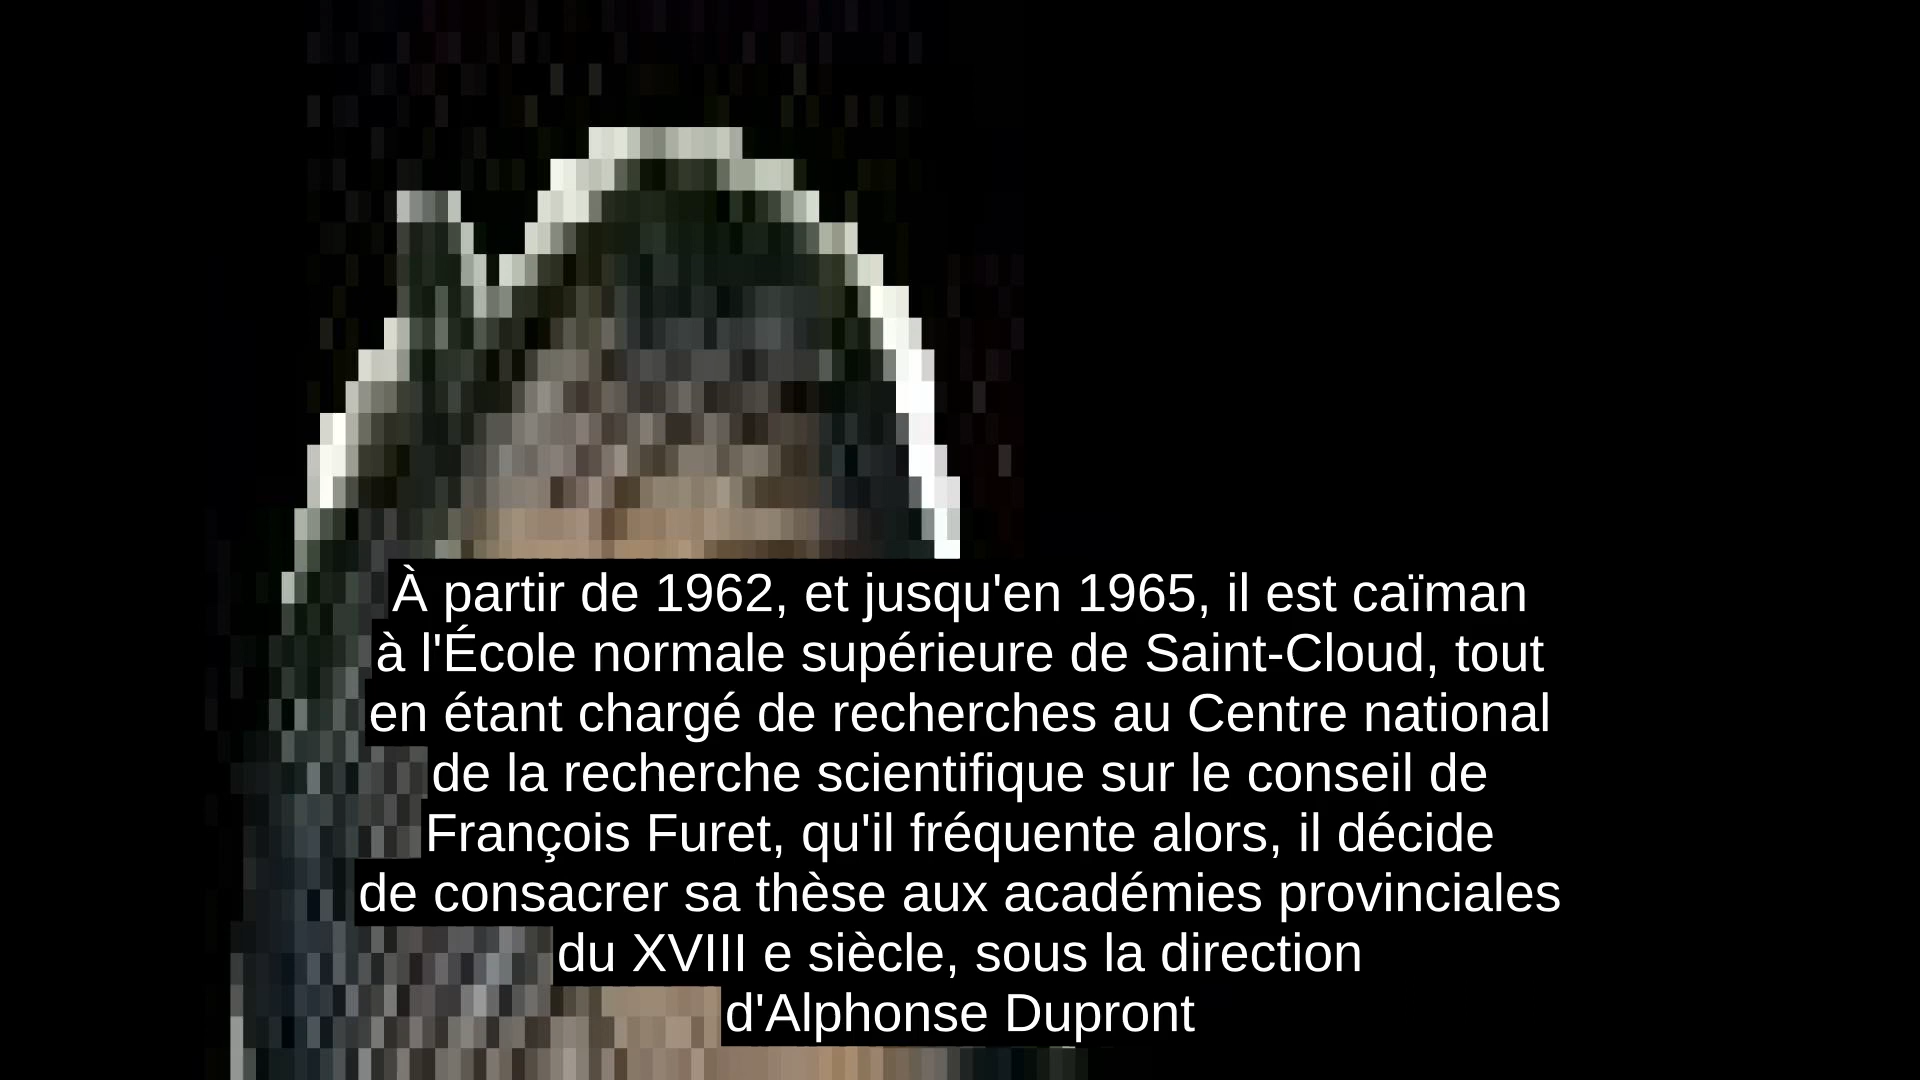 À partir de 1962, et jusqu'en 1965, il est caïman
à l'École normale supérieure de Saint-Cloud, tout
en étant chargé de recherches au Centre national
de la recherche scientifique sur le conseil de
François Furet, qu'il fréquente alors, il décide
de consacrer sa thèse aux académies provinciales
du XVIII e siècle, sous la direction
d'Alphonse Dupront